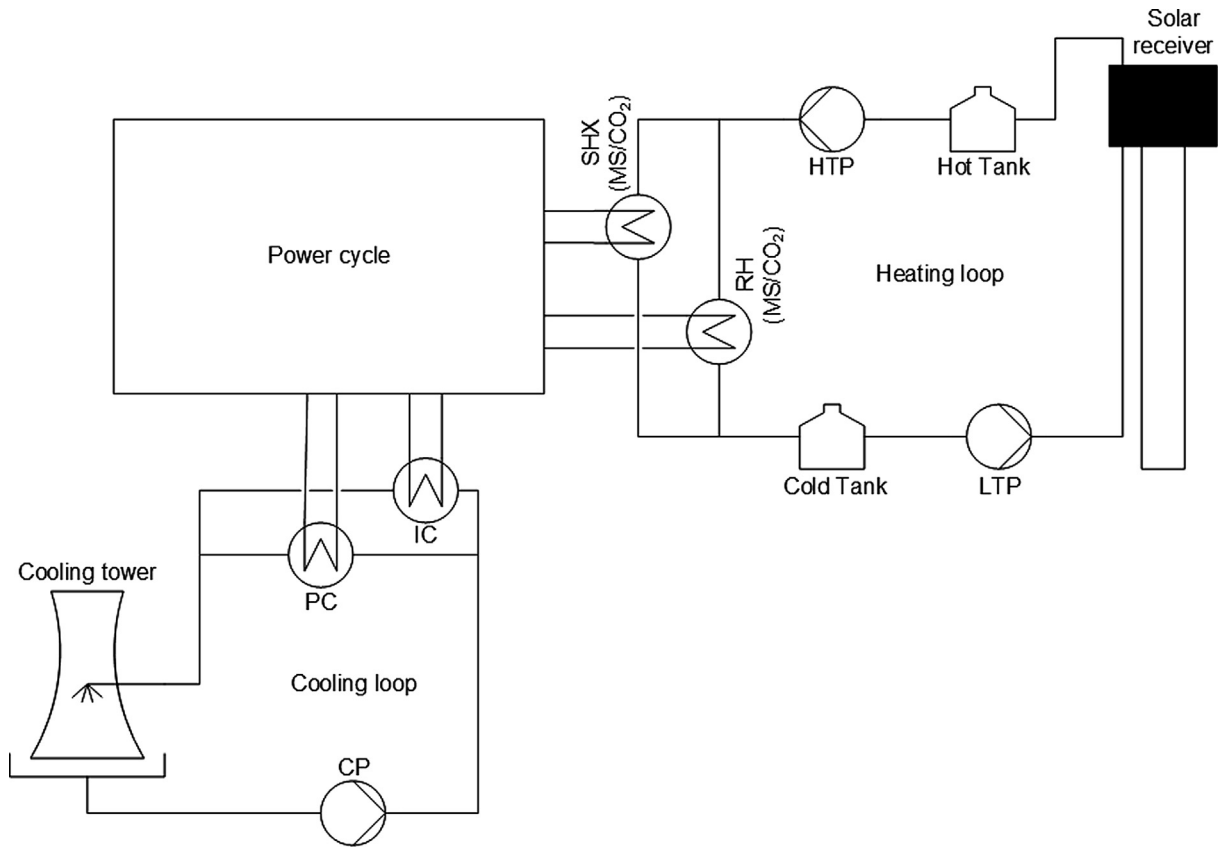 Solar
receiver
SHX
(MS/CO₂)
HTP
Hot Tank
Power cycle
RH
(MS/CO₂)
Heating loop
Cold Tank
LTP
IC
Cooling tower
PC
Cooling loop
CP